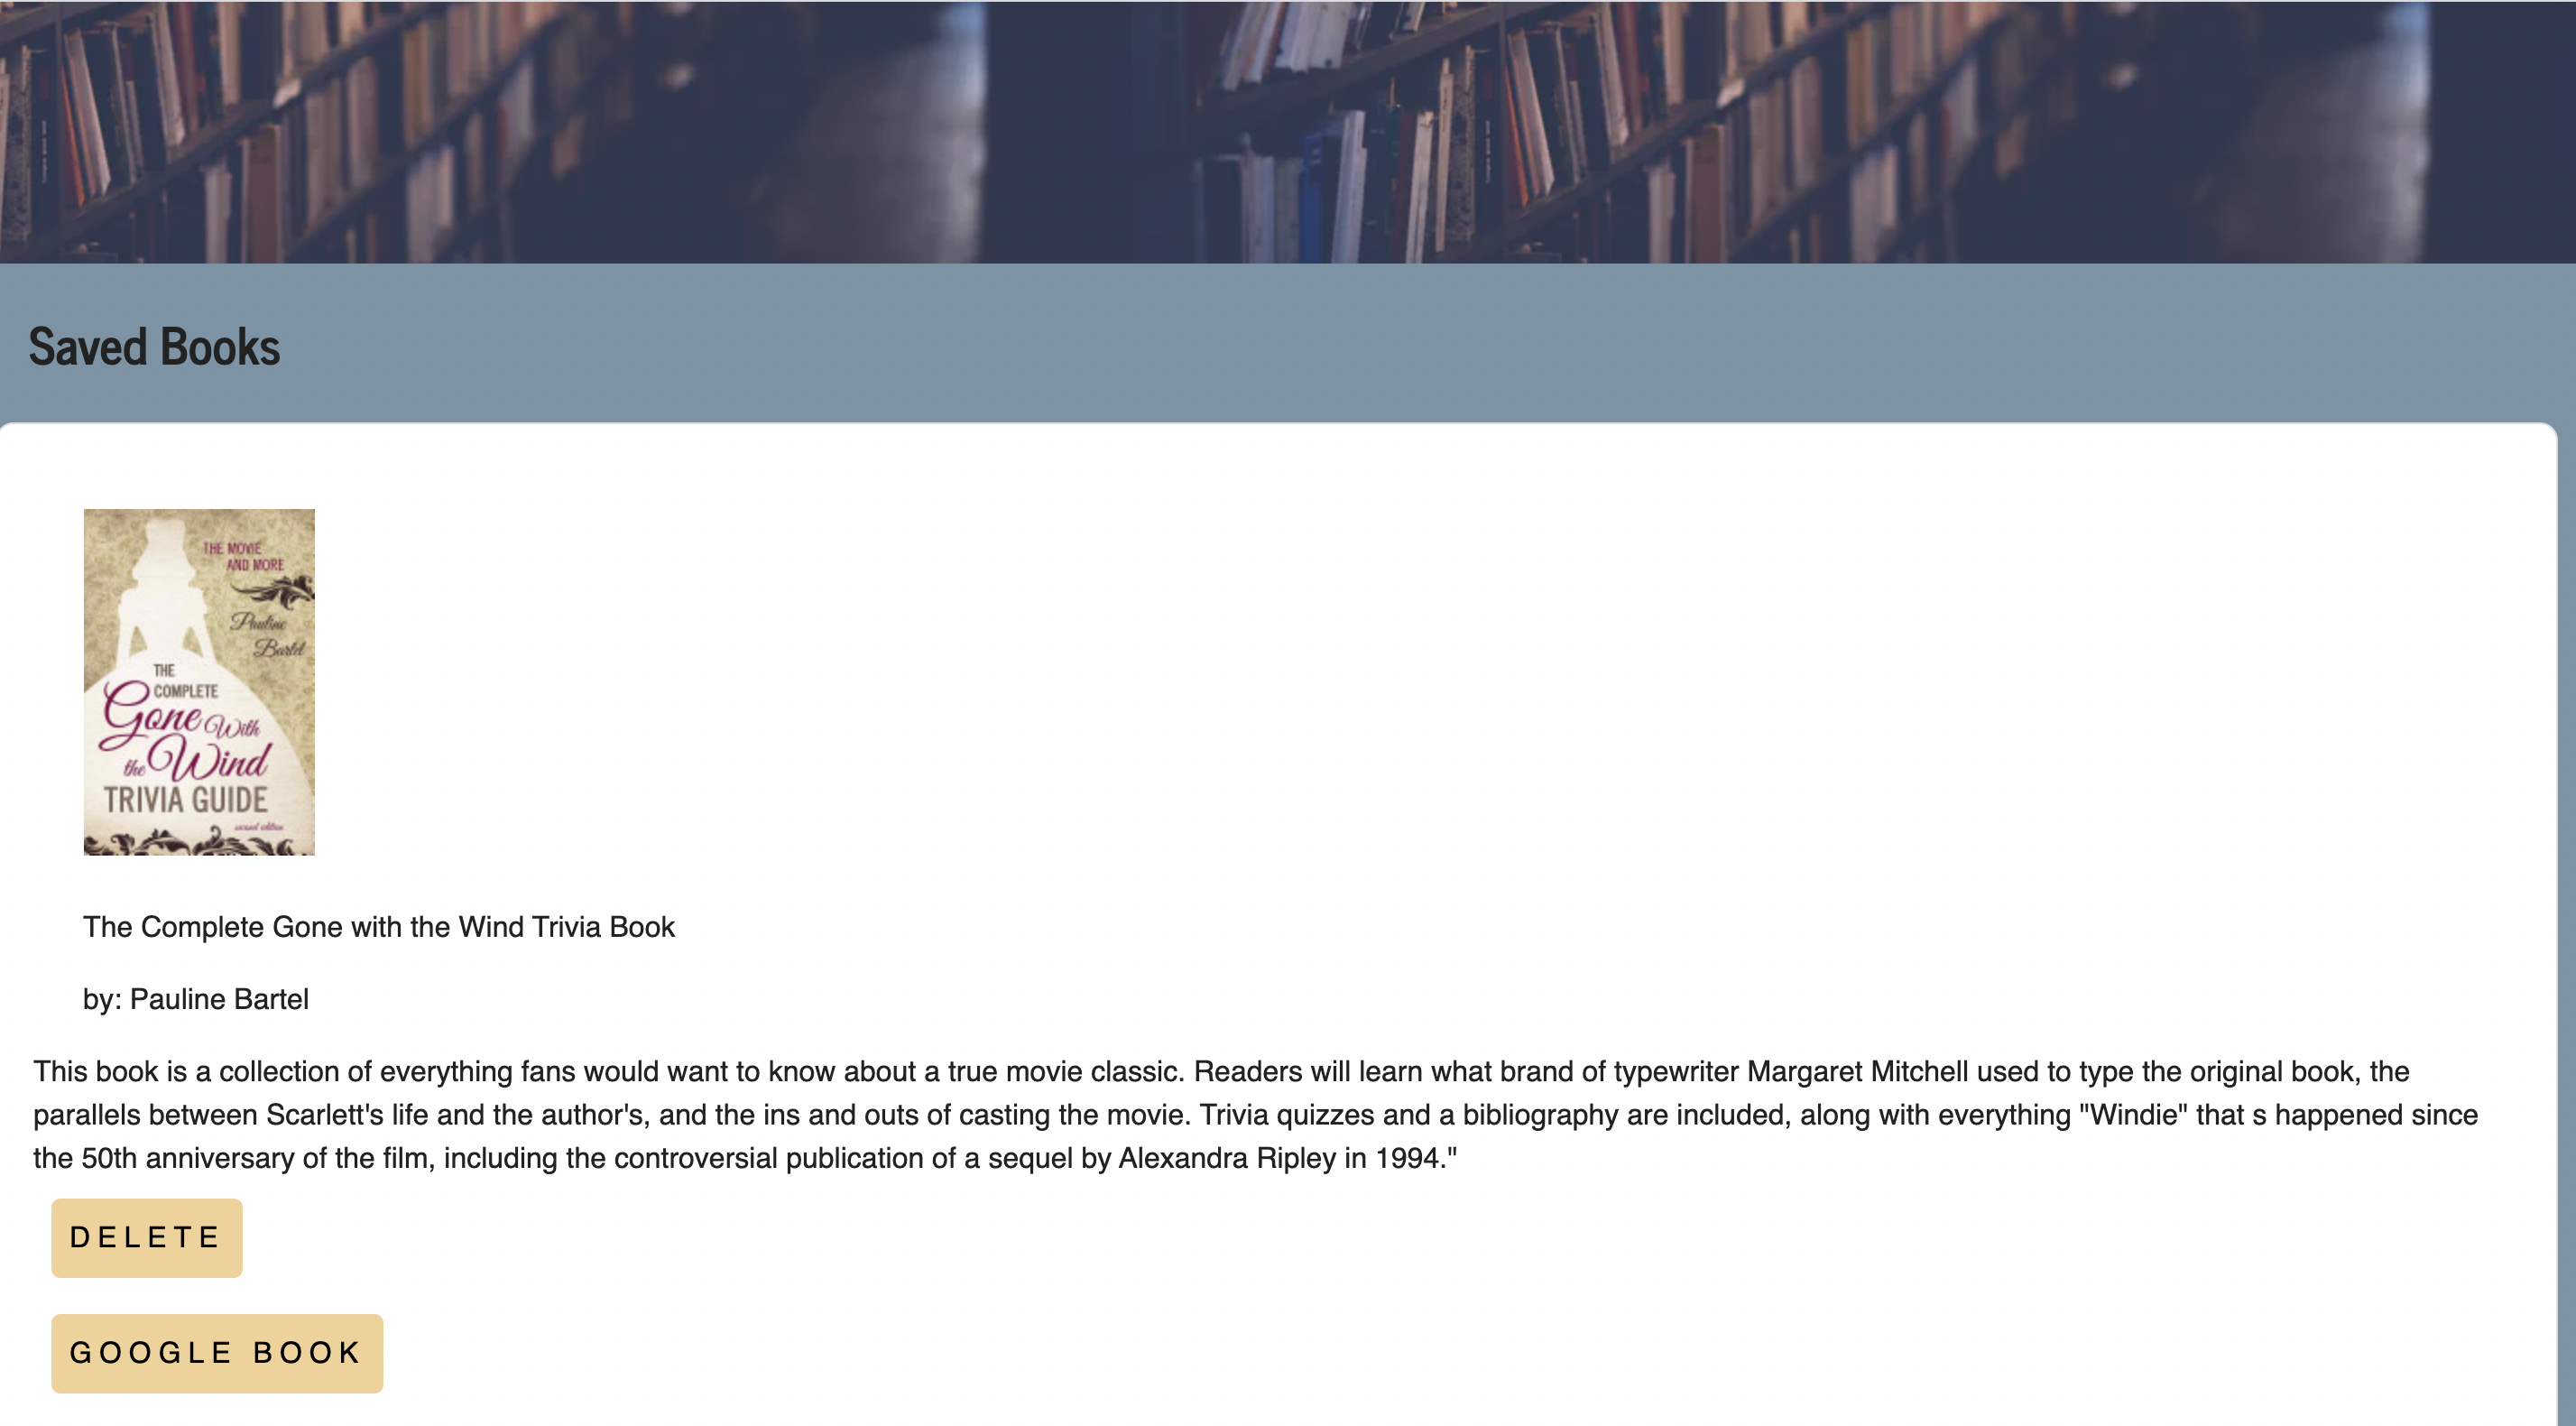 Saved Books
THE MOVIE
AND MORE
Pauline
Bartel
THE
COMPLETE
Gone With
the Wind
TRIVIA GUIDE
second edition
The Complete Gone with the Wind Trivia Book
by: Pauline Bartel
This book is a collection of everything fans would want to know about a true movie classic. Readers will learn what brand of typewriter Margaret Mitchell used to type the original book, the
parallels between Scarlett's life and the author's, and the ins and outs of casting the movie. Trivia quizzes and a bibliography are included, along with everything "Windie" that s happened since
the 50th anniversary of the film, including the controversial publication of a sequel by Alexandra Ripley in 1994."
DELETE
GOOGLE BOOK